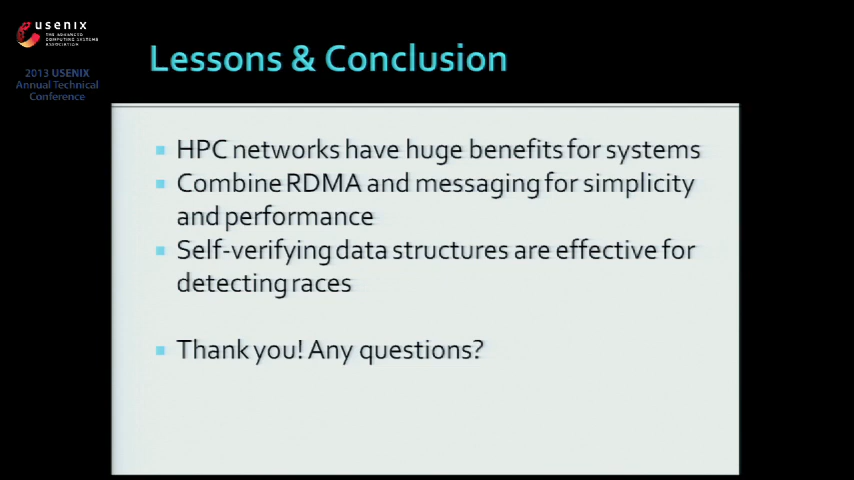 usenix
THE ADVANCED
COMPUTING SYSTEMS
ASSOCIATION
2013 USENIX
Annual Technical
Conference
Lessons & Conclusion
HPC networks have huge benefits for systems
Combine RDMA and messaging for simplicity
and performance
Self-verifying data structures are effective for
detecting races
Thank you! Any questions?